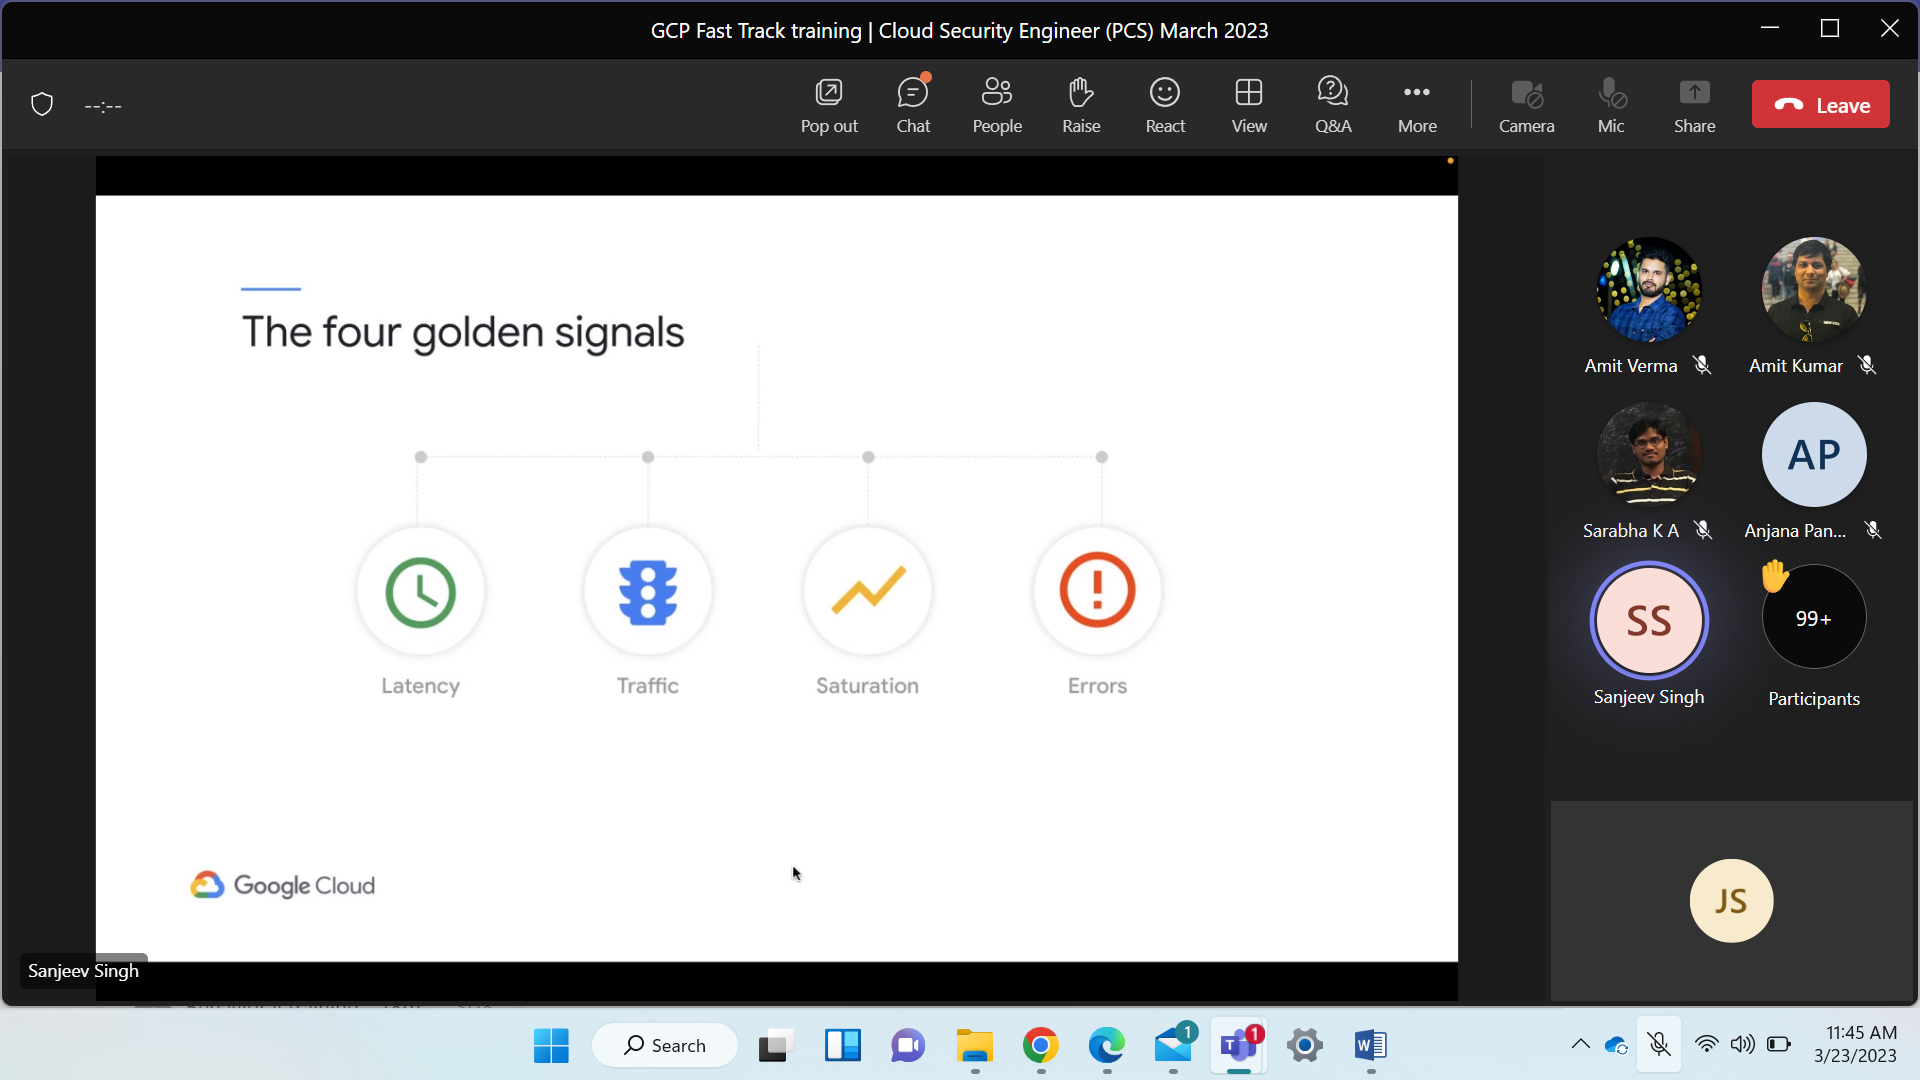 GCP Fast Track training | Cloud Security Engineer (PCS) March 2023
--:--
Pop out
Chat
People
Raise
React
View
Q&A
More
Camera
Mic
Share
Leave
The four golden signals
Latency
Traffic
Saturation
Errors
Google Cloud
Sanjeev Singh
Amit Verma
Amit Kumar
Sarabha K A
AP
Anjana Pan...
SS
Sanjeev Singh
99+
Participants
JS
Search
1
1
11:45 AM
3/23/2023